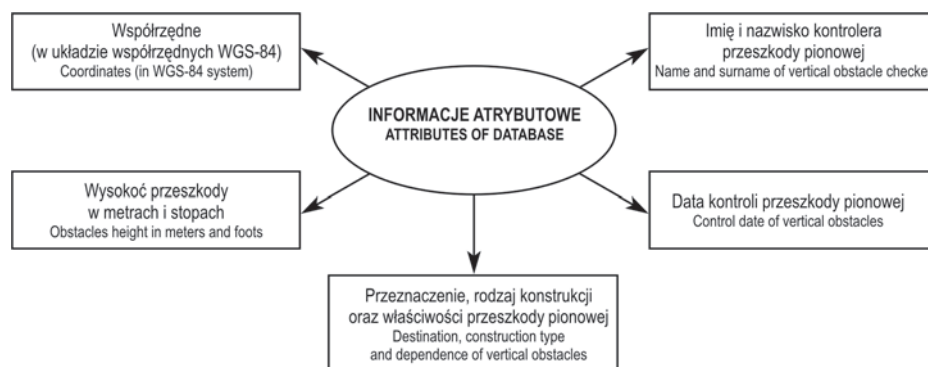 Współrzędne
(w układzie współrzędnych WGS-84)
Coordinates (in WGS-84 system)
Imię i nazwisko kontrolera
przeszkody pionowej
Name and surname of vertical obstacle checke
INFORMACJE ATRYBUTOWE
ATTRIBUTES OF DATABASE
Wysokoć przeszkody
w metrach i stopach
Obstacles height in meters and foots
Data kontroli przeszkody pionowej
Control date of vertical obstacles
Przeznaczenie, rodzaj konstrukcji
oraz właściwości przeszkody pionowej
Destination, construction type
and dependence of vertical obstacles